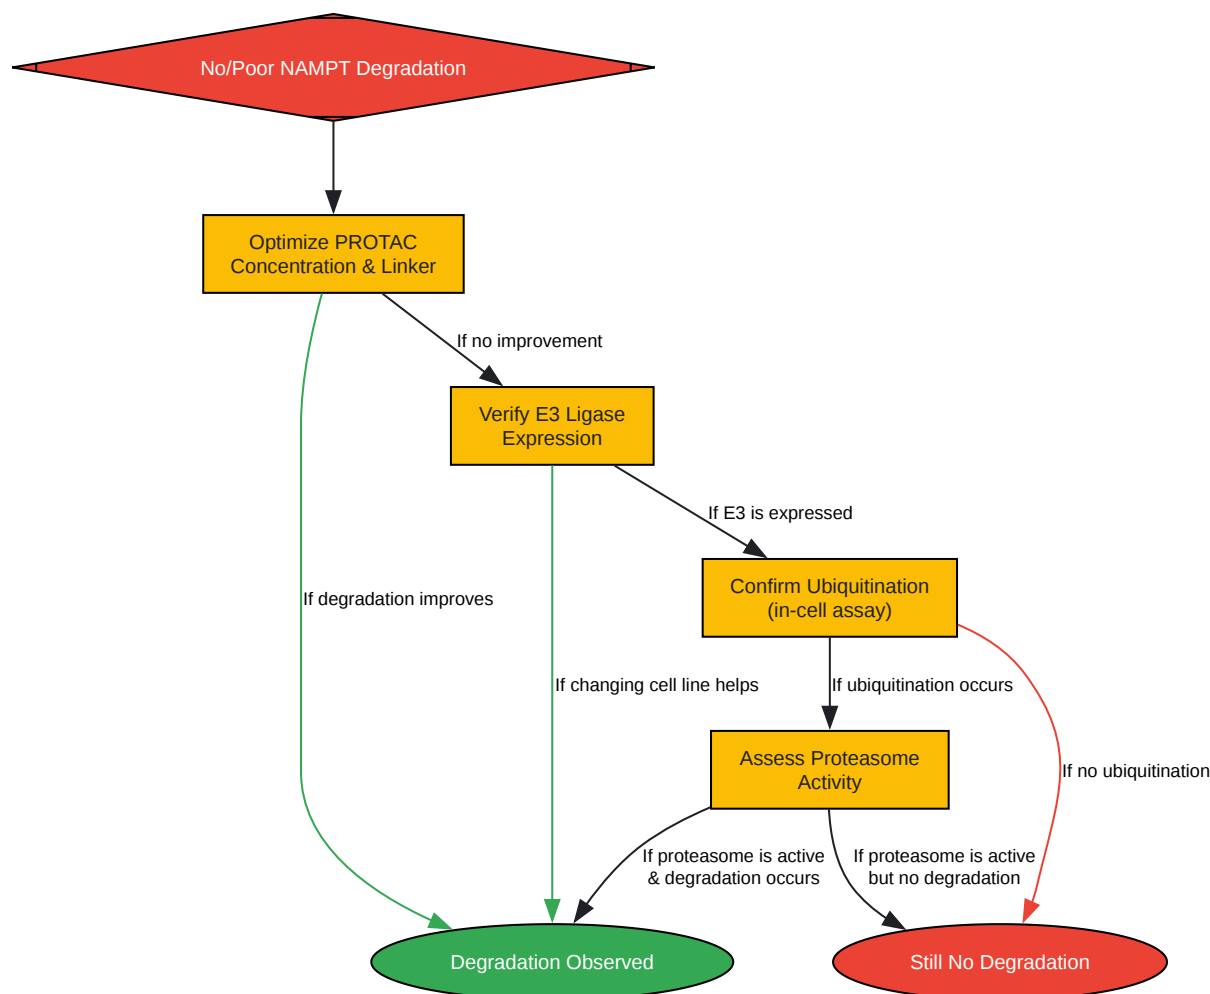 No/Poor NAMPT Degradation
Optimize PROTAC
Concentration & Linker
If no improvement
Verify E3 Ligase
Expression
If E3 is expressed
Confirm Ubiquitination
(in-cell assay)
If degradation improves
If changing cell line helps
If ubiquitination occurs
Assess Proteasome
Activity
If no ubiquitination
If proteasome is active
& degradation occurs
If proteasome is active
but no degradation
Degradation Observed
Still No Degradation